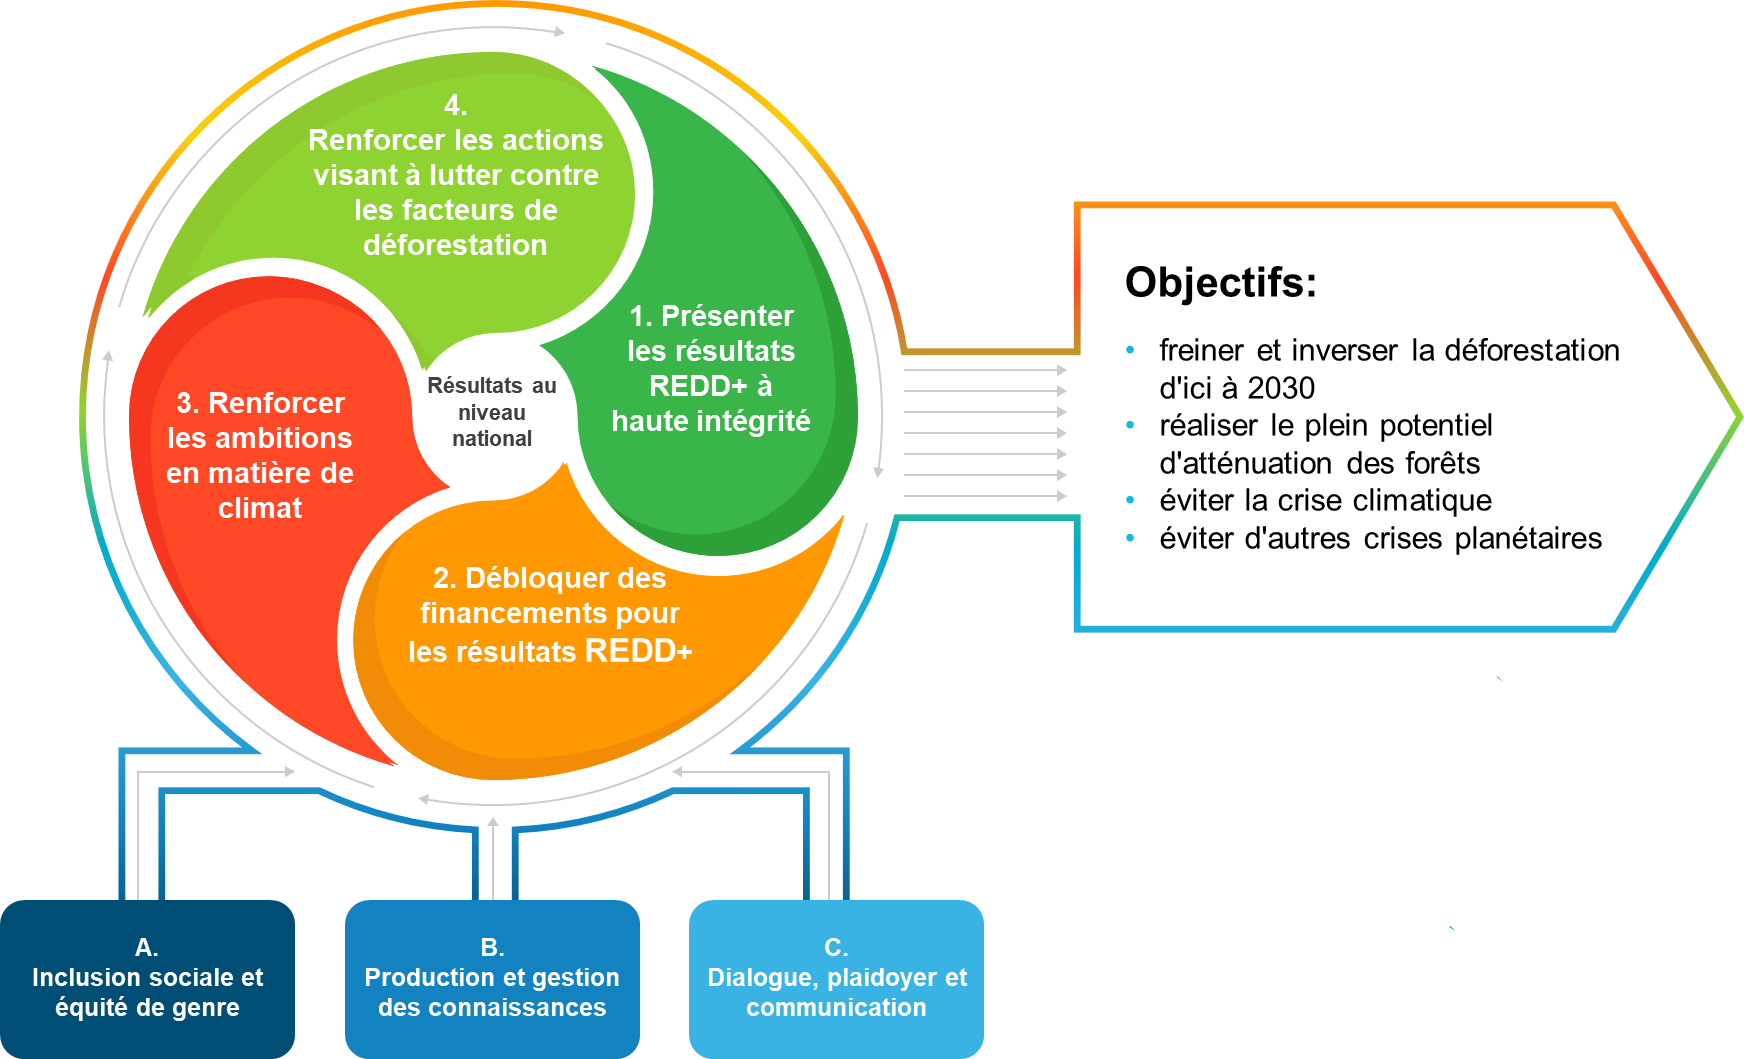 4.
Renforcer les actions
visant à lutter contre
les facteurs de
déforestation
1. Présenter
les résultats
REDD+ à
haute intégrité
Résultats au
niveau
national
3. Renforcer
les ambitions
en matière de
climat
2. Débloquer des
financements pour
les résultats REDD+
Objectifs:
• freiner et inverser la déforestation
d'ici à 2030
• réaliser le plein potentiel
d'atténuation des forêts
• éviter la crise climatique
• éviter d'autres crises planétaires
A.
Inclusion sociale et
équité de genre
B.
Production et gestion
des connaissances
C.
Dialogue, plaidoyer et
communication